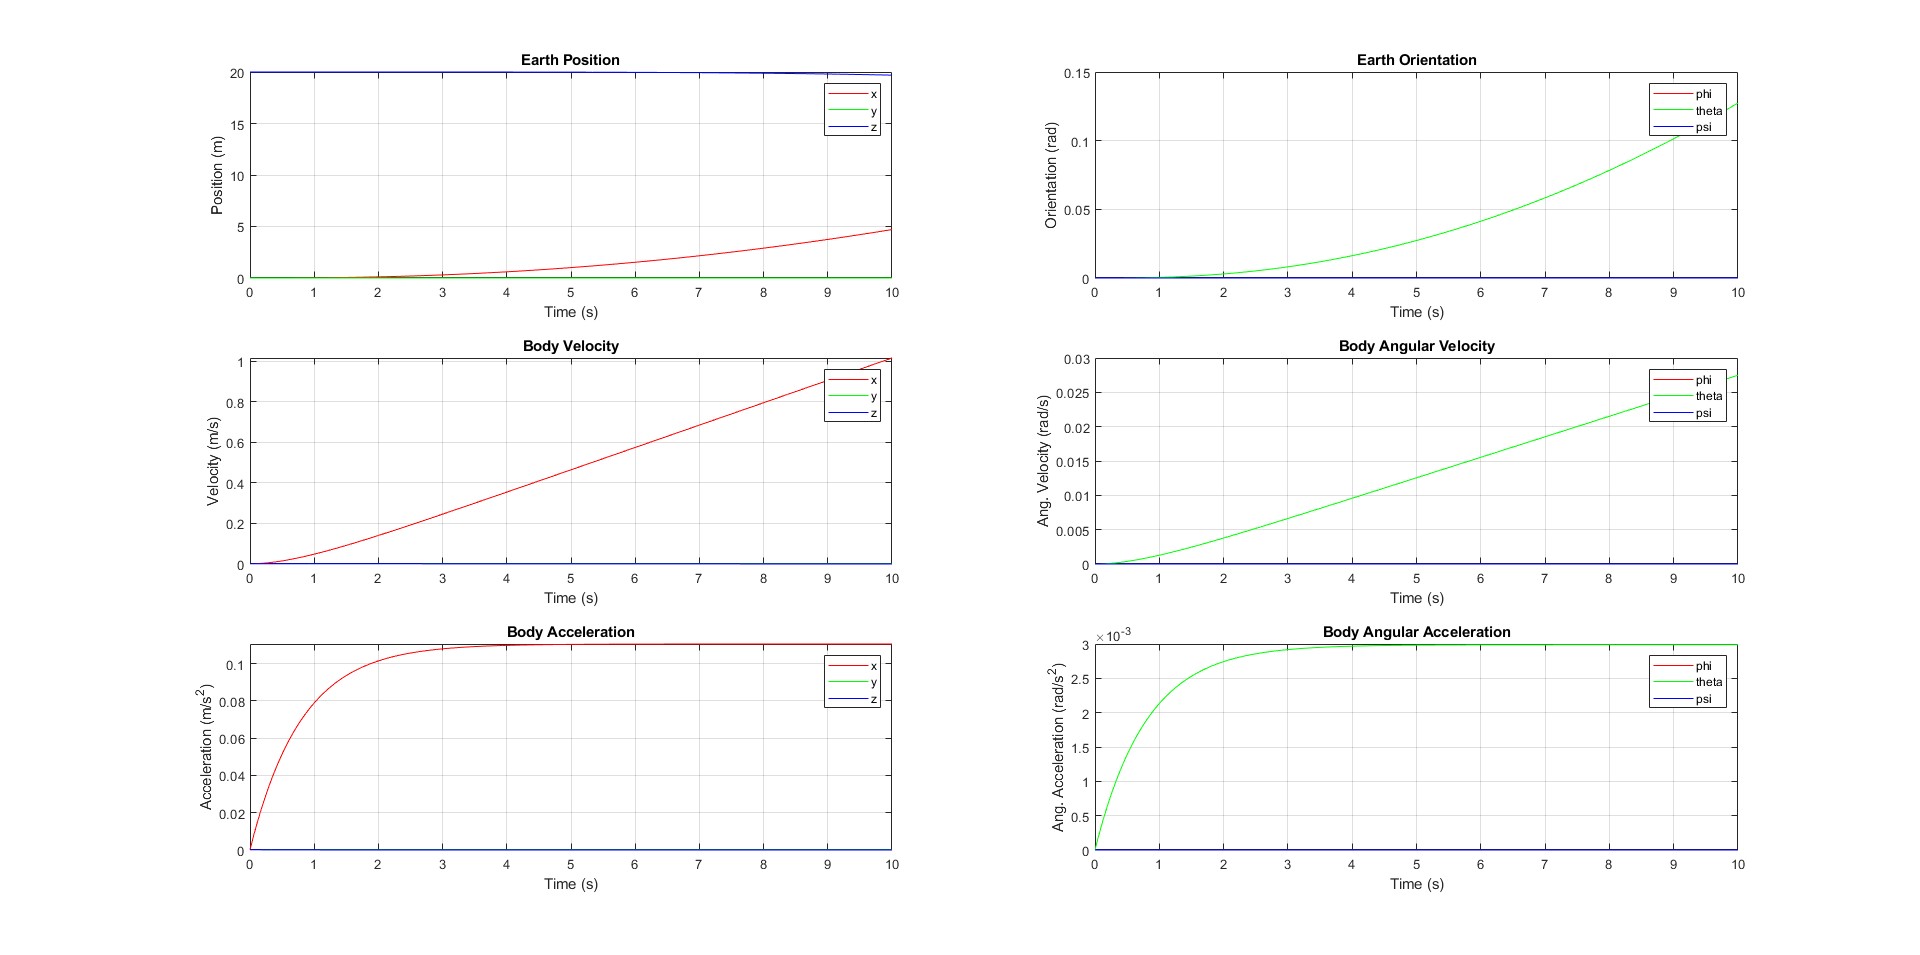 Earth Position
20
15
10
5
0
Position (m)
x
y
z
0 1 2 3 4 5 6 7 8 9 10
Time (s)
Earth Orientation
0.15
0.1
0.05
0
Orientation (rad)
phi
theta
psi
0 1 2 3 4 5 6 7 8 9 10
Time (s)
Body Velocity
1
0.8
0.6
0.4
0.2
0
Velocity (m/s)
x
y
z
0 1 2 3 4 5 6 7 8 9 10
Time (s)
Body Angular Velocity
0.03
0.025
0.02
0.015
0.01
0.005
0
Ang. Velocity (rad/s)
phi
theta
psi
0 1 2 3 4 5 6 7 8 9 10
Time (s)
Body Acceleration
0.1
0.08
0.06
0.04
0.02
0
Acceleration (m/s²)
x
y
z
0 1 2 3 4 5 6 7 8 9 10
Time (s)
Body Angular Acceleration
×10⁻³
3
2.5
2
1.5
1
0.5
0
Ang. Acceleration (rad/s²)
phi
theta
psi
0 1 2 3 4 5 6 7 8 9 10
Time (s)